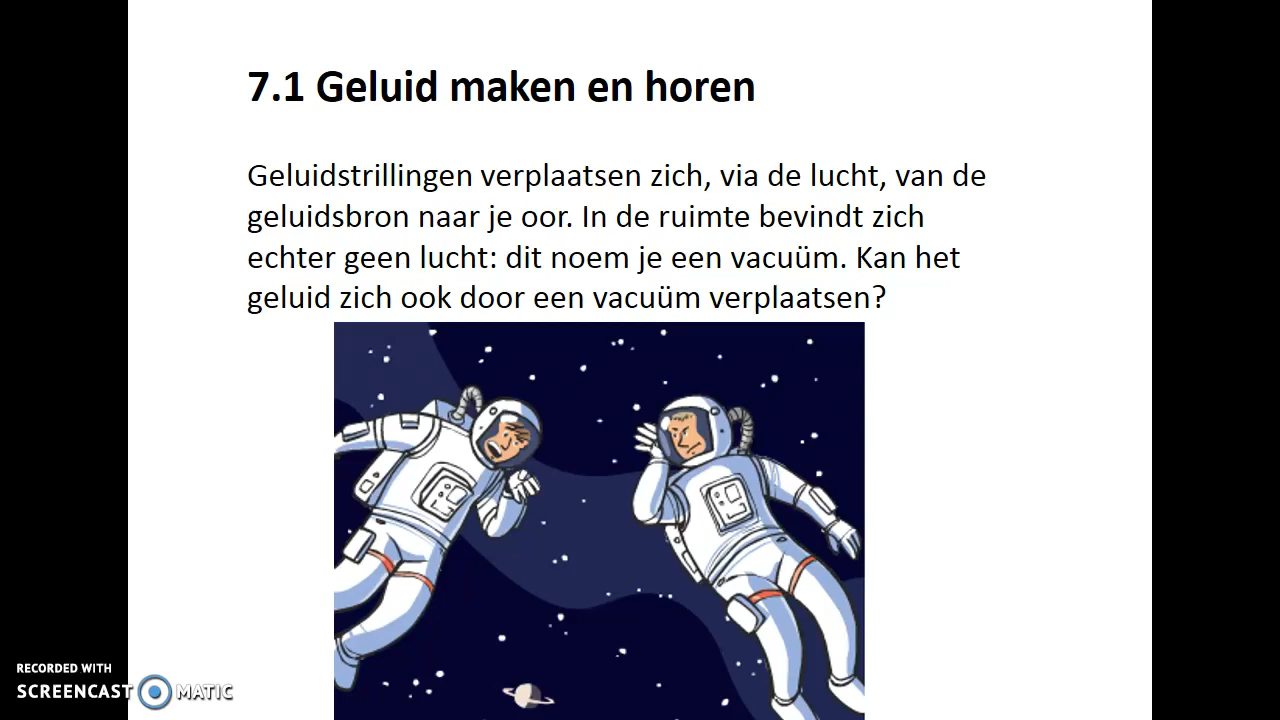 7.1 Geluid maken en horen
Geluidstrillingen verplaatsen zich, via de lucht, van de
geluidsbron naar je oor. In de ruimte bevindt zich
echter geen lucht: dit noem je een vacuüm. Kan het
geluid zich ook door een vacuüm verplaatsen?
RECORDED WITH
SCREENCAST MATIC